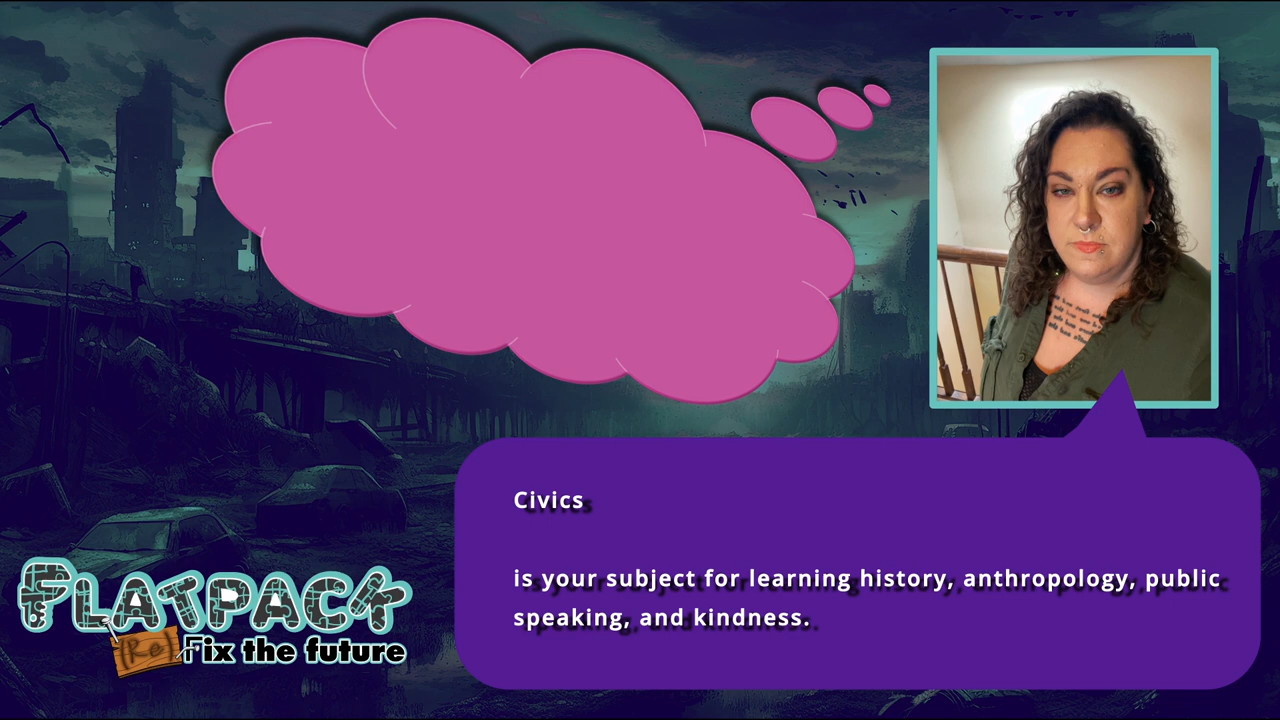 Civics
is your subject for learning history, anthropology, public
speaking, and kindness.
FLATPACK
(Re) Fix the future